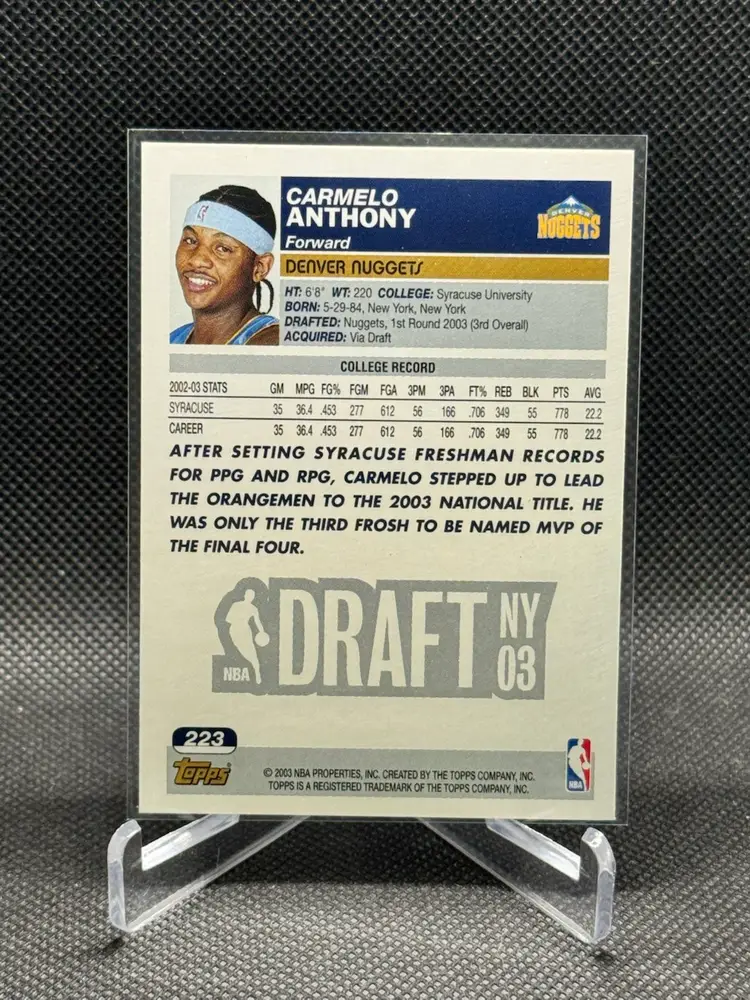 CARMELO
ANTHONY
Forward
DENVER NUGGETS
DENVER
NUGGETS
HT: 6'8" WT: 220 COLLEGE: Syracuse University
BORN: 5-29-84, New York, New York
DRAFTED: Nuggets, 1st Round 2003 (3rd Overall)
ACQUIRED: Via Draft
COLLEGE RECORD
2002-03 STATS GM MPG FG% FGM FGA 3PM 3PA FT% REB BLK PTS AVG
SYRACUSE 35 36.4 .453 277 612 56 166 .706 349 55 778 22.2
CAREER 35 36.4 .453 277 612 56 166 .706 349 55 778 22.2
AFTER SETTING SYRACUSE FRESHMAN RECORDS
FOR PPG AND RPG, CARMELO STEPPED UP TO LEAD
THE ORANGEMEN TO THE 2003 NATIONAL TITLE. HE
WAS ONLY THE THIRD FROSH TO BE NAMED MVP OF
THE FINAL FOUR.
NBA DRAFT NY
03
223
Topps
© 2003 NBA PROPERTIES, INC. CREATED BY THE TOPPS COMPANY, INC.
TOPPS IS A REGISTERED TRADEMARK OF THE TOPPS COMPANY, INC.
NBA